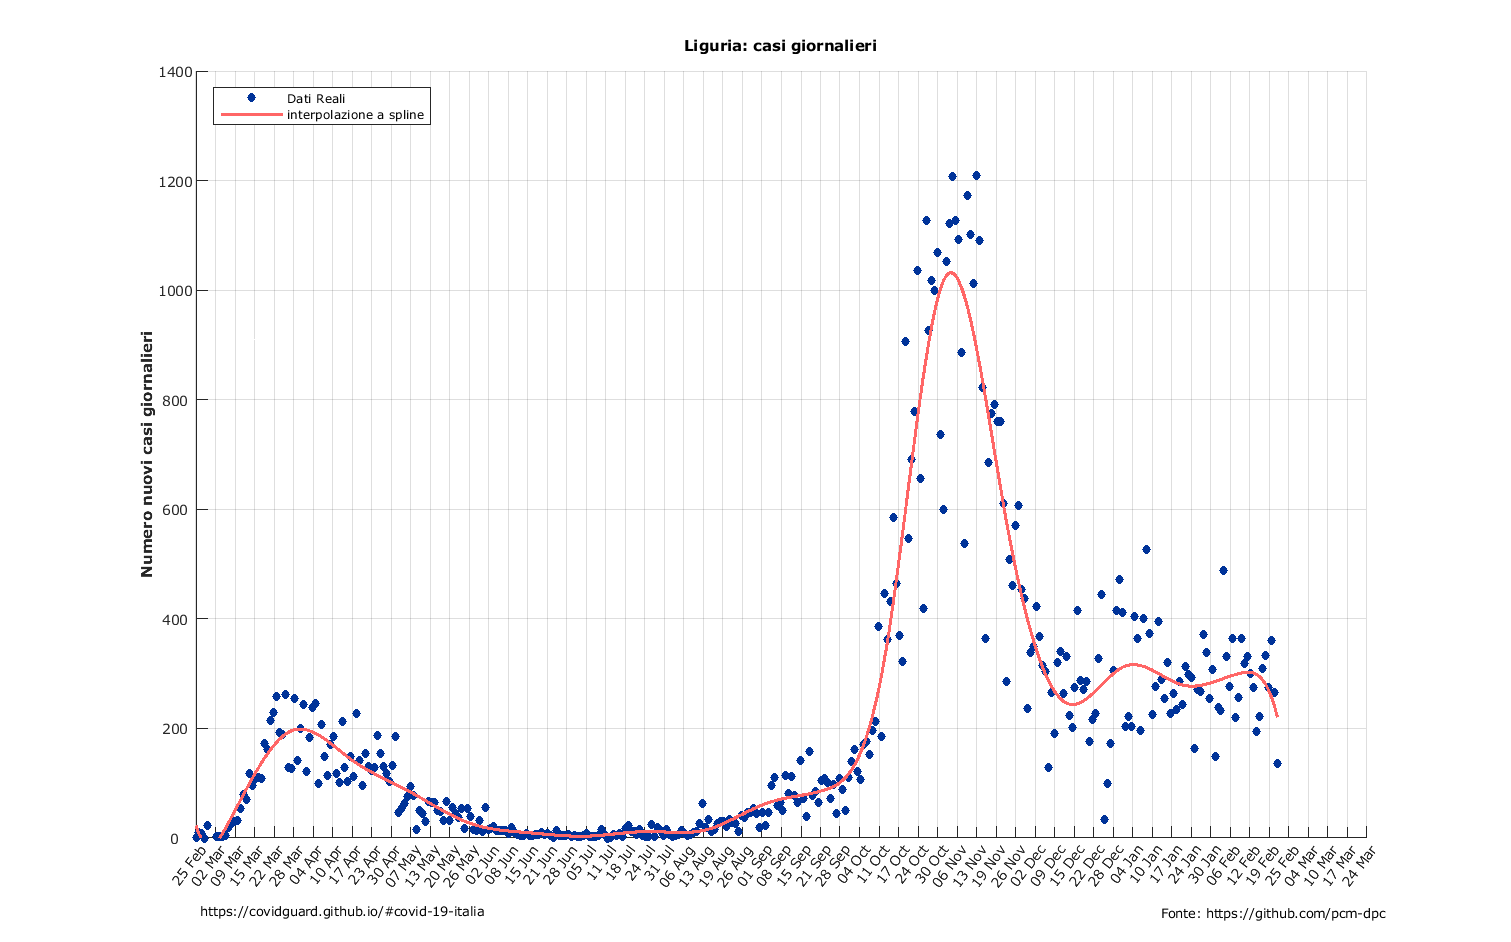 Liguria: casi giornalieri
1400
Dati Reali
interpolazione a spline
1200
1000
800
600
400
200
0
Numero nuovi casi giornalieri
25 Feb
02 Mar
09 Mar
15 Mar
22 Mar
28 Mar
04 Apr
10 Apr
17 Apr
23 Apr
30 Apr
07 May
13 May
20 May
26 May
02 Jun
08 Jun
15 Jun
21 Jun
28 Jun
05 Jul
11 Jul
18 Jul
24 Jul
31 Jul
06 Aug
13 Aug
19 Aug
26 Aug
01 Sep
08 Sep
15 Sep
21 Sep
28 Sep
04 Oct
11 Oct
17 Oct
24 Oct
30 Oct
06 Nov
13 Nov
19 Nov
26 Nov
02 Dec
09 Dec
15 Dec
22 Dec
28 Dec
04 Jan
10 Jan
17 Jan
24 Jan
30 Jan
06 Feb
12 Feb
19 Feb
25 Feb
04 Mar
10 Mar
17 Mar
24 Mar
https://covidguard.github.io/#covid-19-italia
Fonte: https://github.com/pcm-dpc